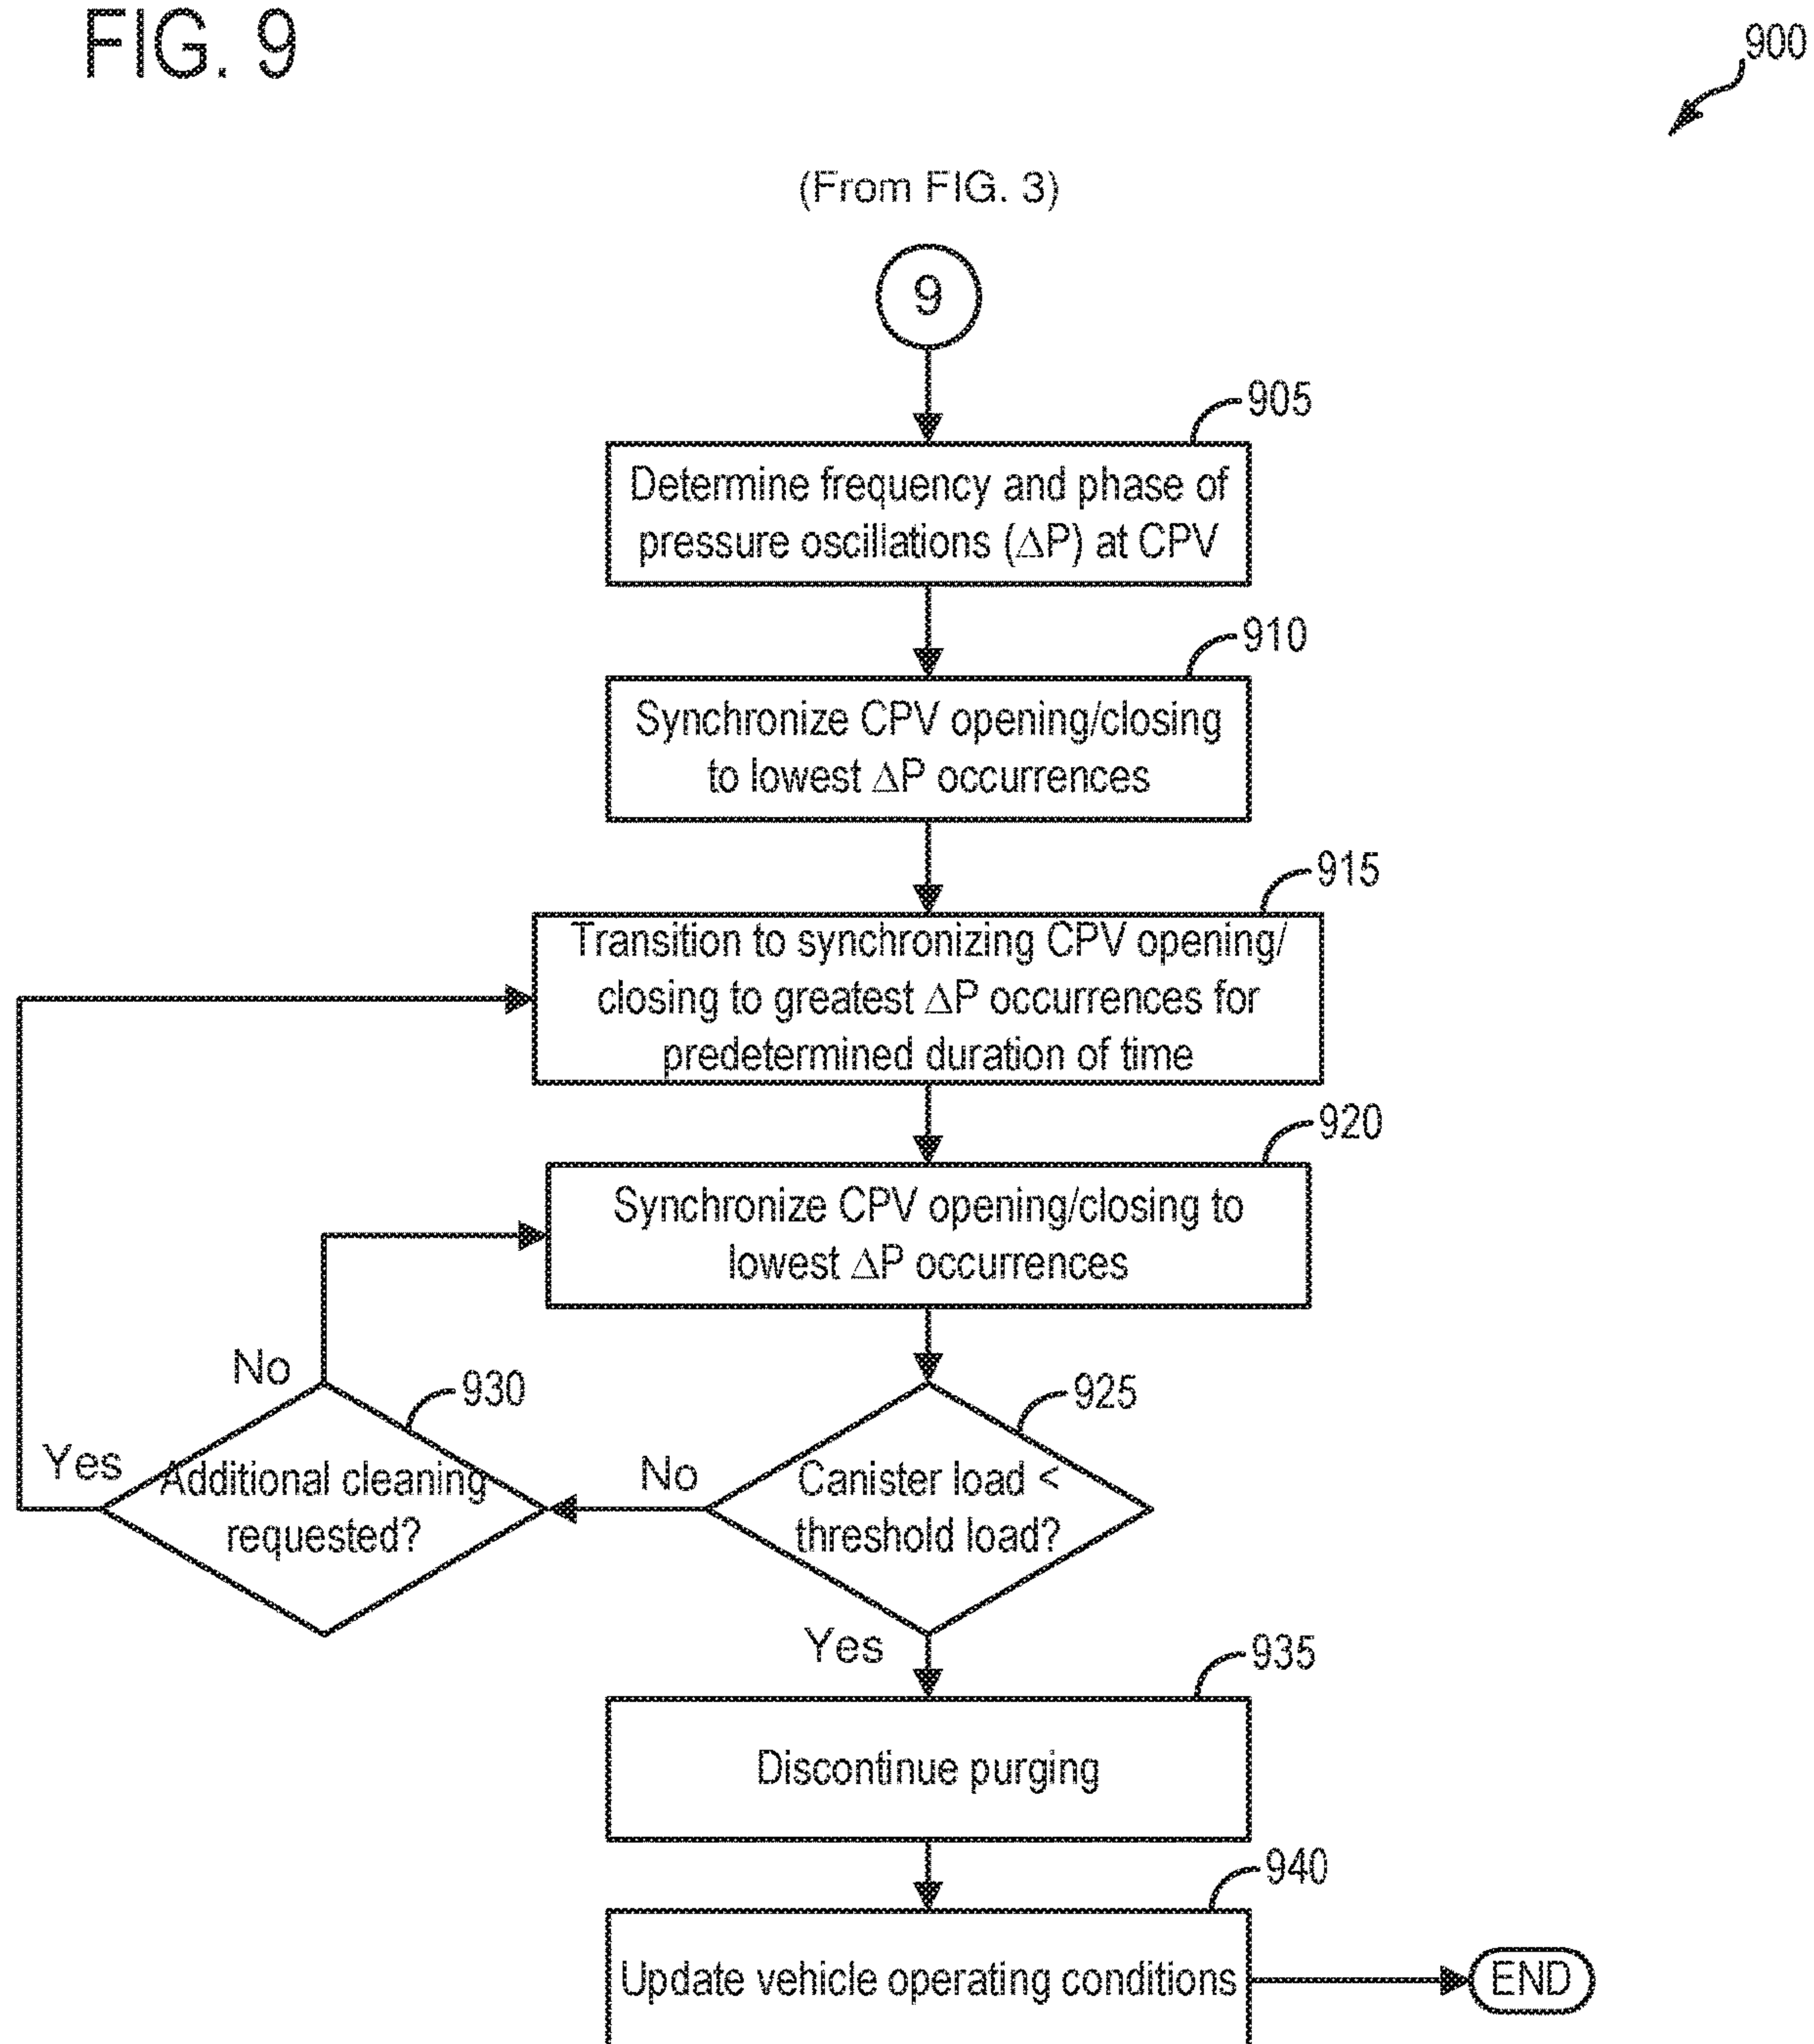 FIG. 9
900
(From FIG. 3)
9
905
Determine frequency and phase of
pressure oscillations (ΔP) at CPV
910
Synchronize CPV opening/closing
to lowest ΔP occurrences
915
Transition to synchronizing CPV opening/
closing to greatest ΔP occurrences for
predetermined duration of time
920
Synchronize CPV opening/closing to
lowest ΔP occurrences
No
930
925
Yes
Additional cleaning
requested?
No
Canister load <
threshold load?
Yes
935
Discontinue purging
940
Update vehicle operating conditions
END